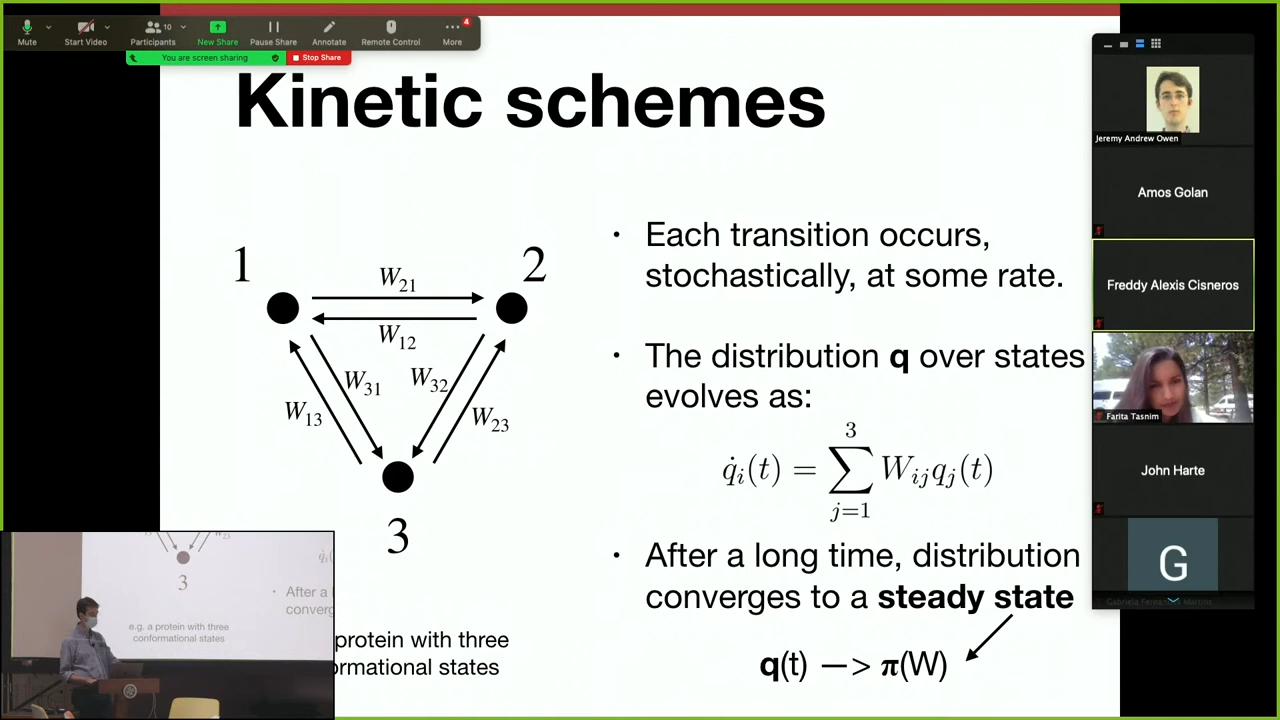 Mute
Start Video
10
Participants
New Share
Pause Share
Annotate
Remote Control
4
More
You are screen sharing
Stop Share
Kinetic schemes
1
2
W21
W12
W31
W32
W13
W23
3
Each transition occurs,
stochastically, at some rate.
The distribution q over states
evolves as:
q̇i(t) = ∑ j=1 3 Wij qj(t)
After a long time, distribution
converges to a steady state
q(t) —> π(W)
protein with three
ormational states
W23
3
q̇i(
After a l
converg
e.g. a protein with three
conformational states
Jeremy Andrew Owen
Amos Golan
Freddy Alexis Cisneros
Farita Tasnim
John Harte
G